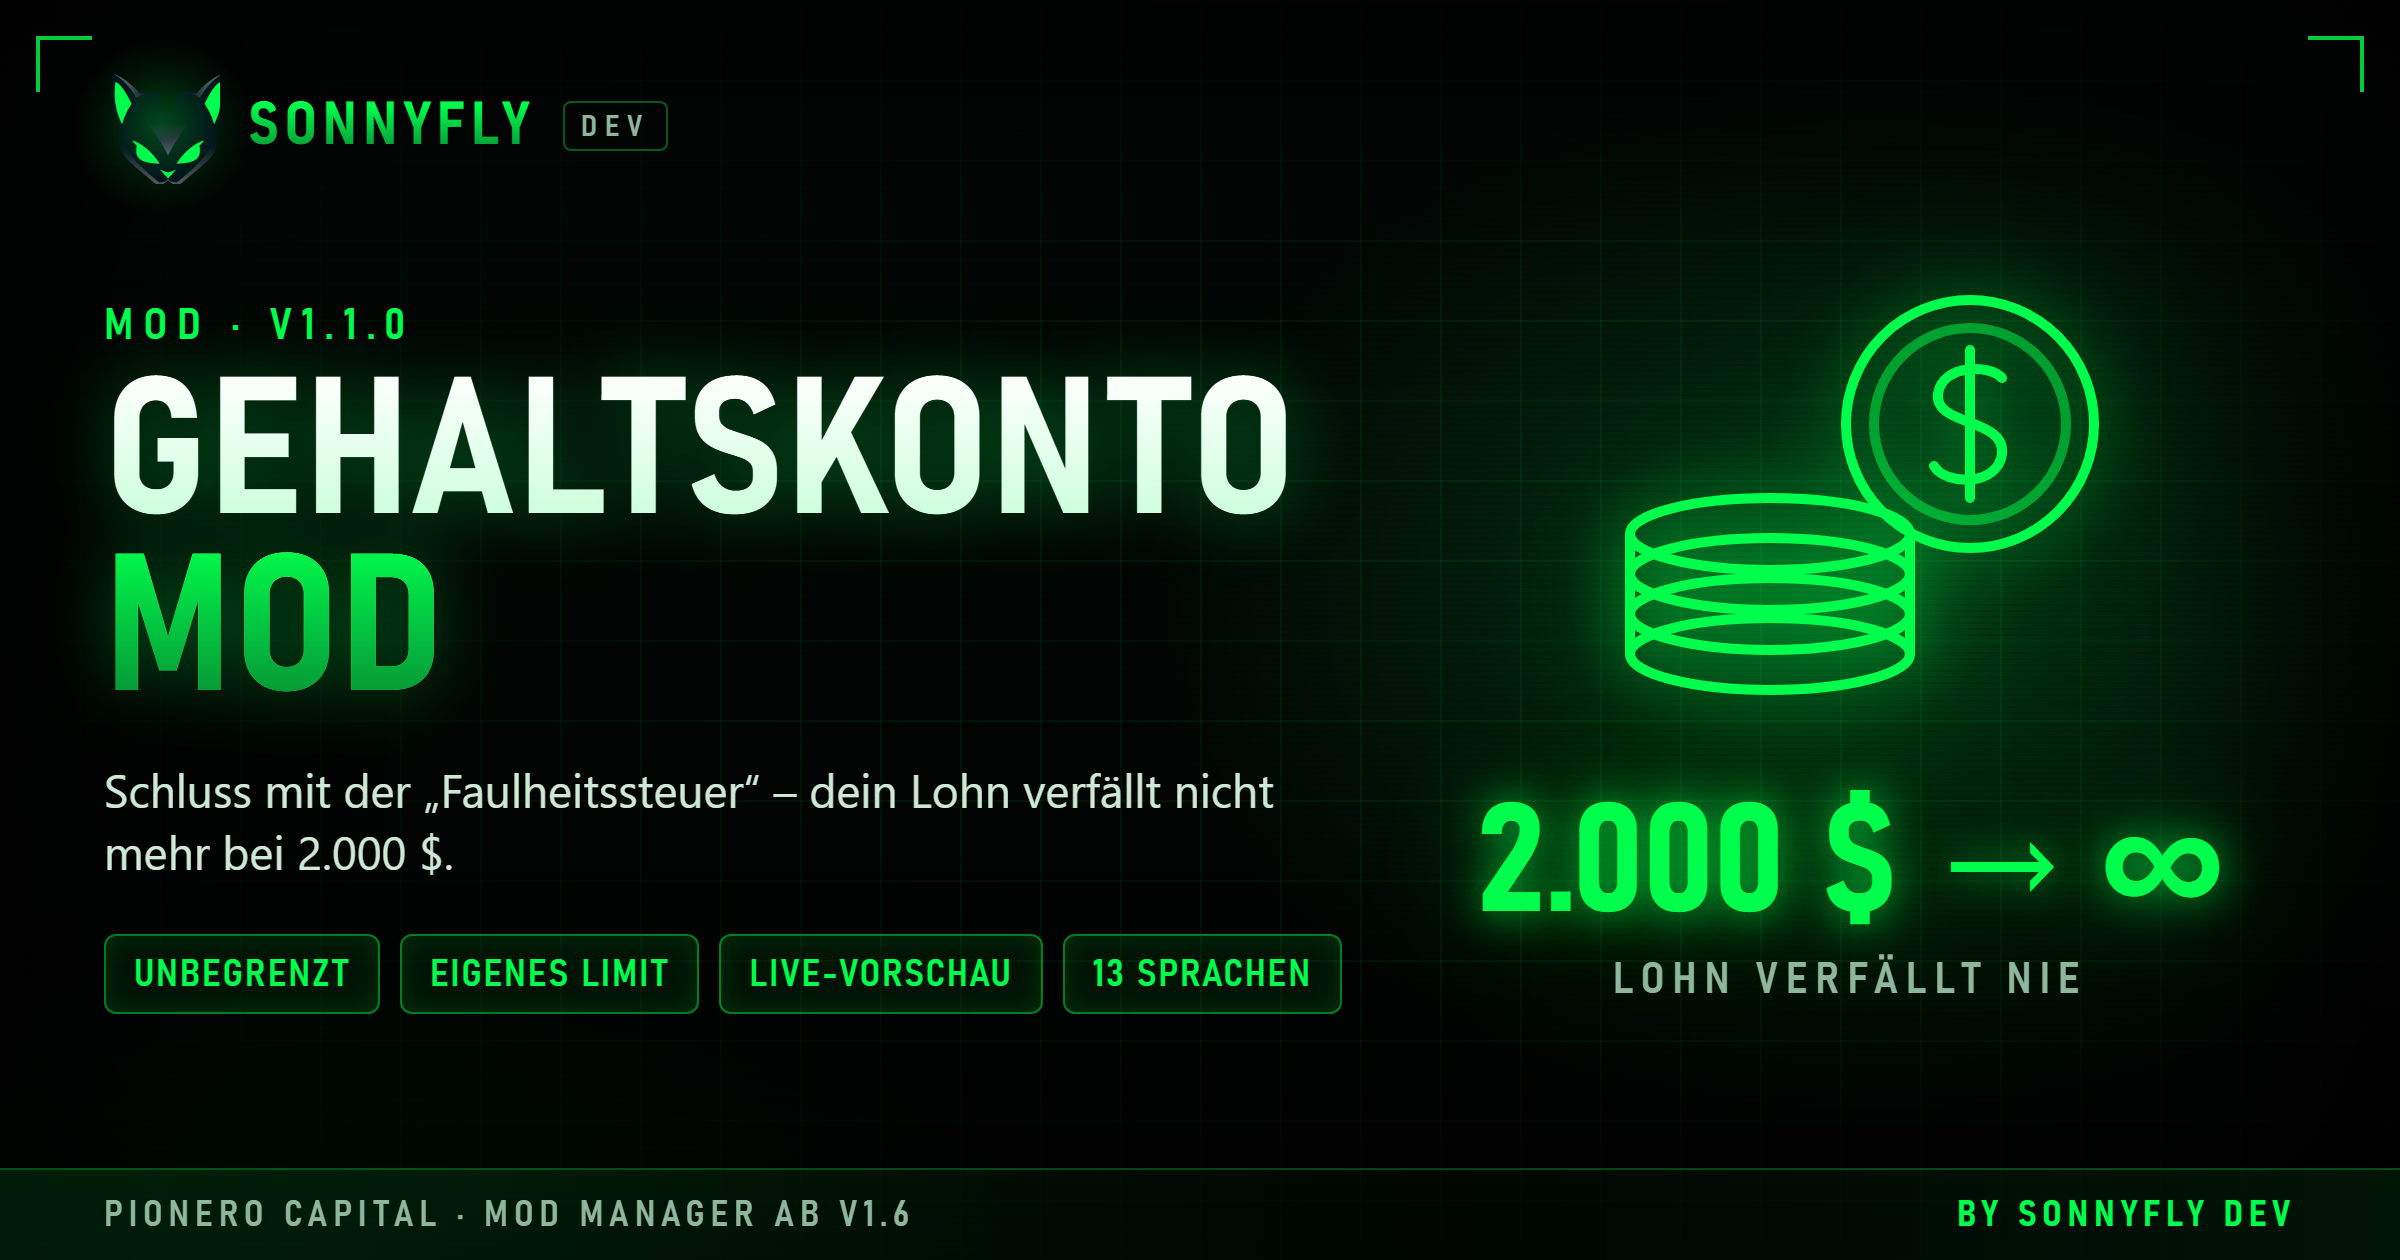 SONNYFLY DEV
MOD · V1.1.0
GEHALTSKONTO
MOD
Schluss mit der „Faulheitssteuer“ – dein Lohn verfällt nicht
mehr bei 2.000 $.
UNBEGRENZT EIGENES LIMIT LIVE-VORSCHAU 13 SPRACHEN
$
2.000 $ → ∞
LOHN VERFÄLLT NIE
PIONERO CAPITAL · MOD MANAGER AB V1.6
BY SONNYFLY DEV